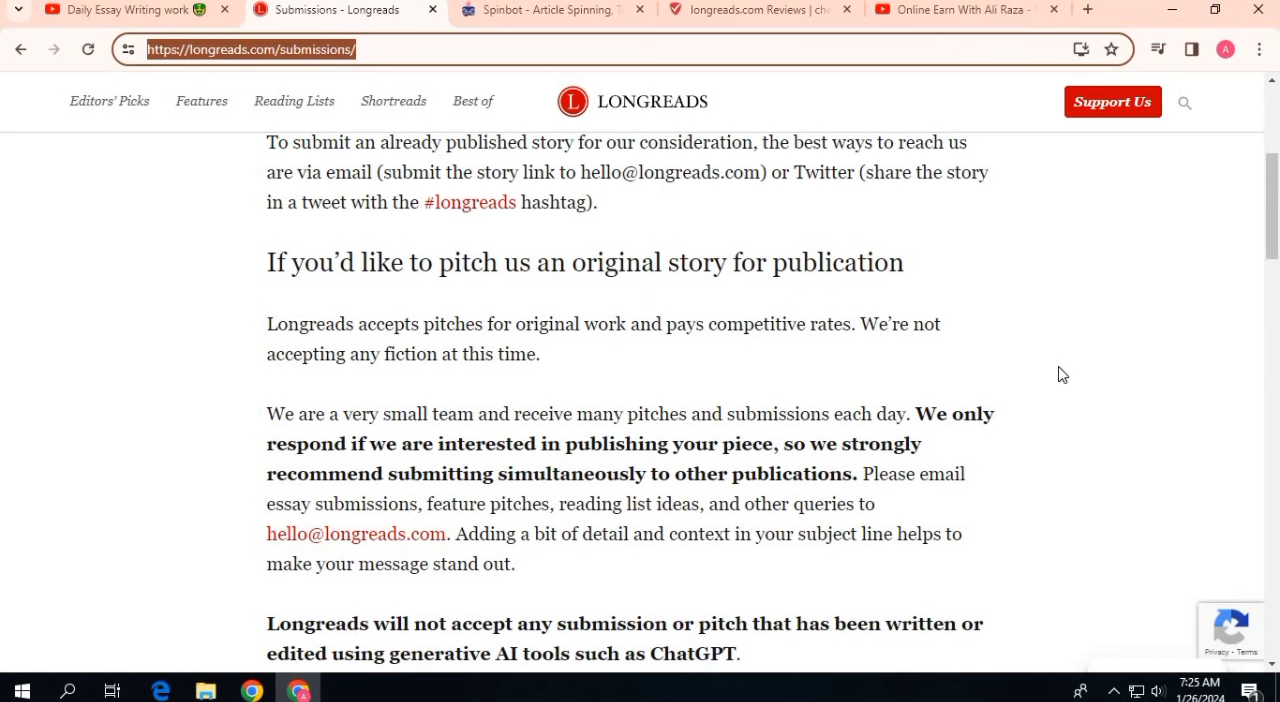 Daily Essay Writing work
Submissions - Longreads
Spinbot - Article Spinning, T
longreads.com Reviews | che
Online Earn With Ali Raza -
https://longreads.com/submissions/
A
Editors' Picks
Features
Reading Lists
Shortreads
Best of
L LONGREADS
Support Us
To submit an already published story for our consideration, the best ways to reach us
are via email (submit the story link to hello@longreads.com) or Twitter (share the story
in a tweet with the #longreads hashtag).
If you’d like to pitch us an original story for publication
Longreads accepts pitches for original work and pays competitive rates. We’re not
accepting any fiction at this time.
We are a very small team and receive many pitches and submissions each day. We only
respond if we are interested in publishing your piece, so we strongly
recommend submitting simultaneously to other publications. Please email
essay submissions, feature pitches, reading list ideas, and other queries to
hello@longreads.com. Adding a bit of detail and context in your subject line helps to
make your message stand out.
Longreads will not accept any submission or pitch that has been written or
edited using generative AI tools such as ChatGPT.
Privacy - Terms
A
7:25 AM
1/26/2024
1